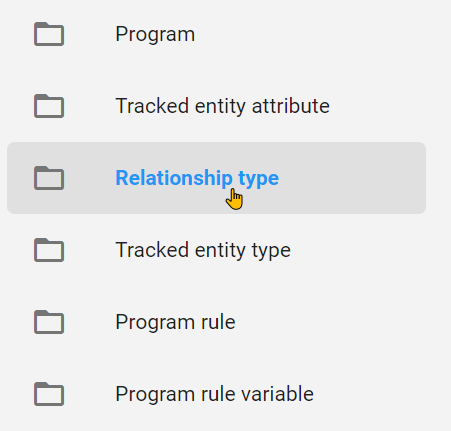 Program
Tracked entity attribute
Relationship type
Tracked entity type
Program rule
Program rule variable